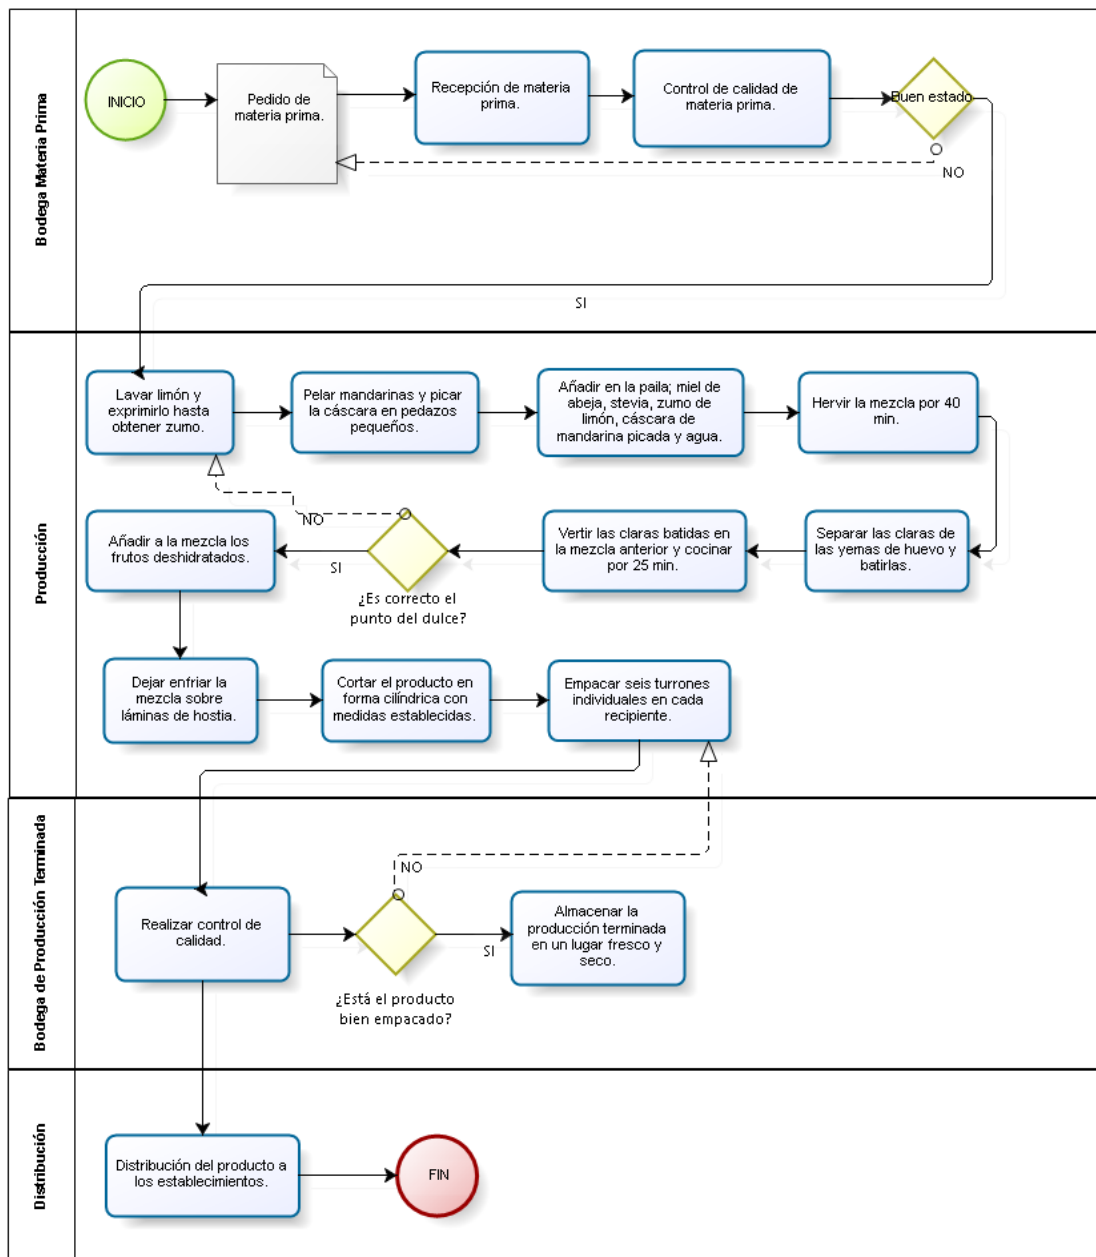 Bodega Materia Prima
INICIO
Pedido de
materia prima.
Recepción de materia
prima.
Control de calidad de
materia prima.
Buen estado
NO
SI
Producción
Lavar limón y
exprimirlo hasta
obtener zumo.
Pelar mandarinas y picar
la cáscara en pedazos
pequeños.
Añadir en la paila; miel de
abeja, stevia, zumo de
limón, cáscara de
mandarina picada y agua.
Hervir la mezcla por 40
min.
Separar las claras de
las yemas de huevo y
batirlas.
Vertir las claras batidas en
la mezcla anterior y cocinar
por 25 min.
NO
¿Es correcto el
punto del dulce?
SI
Añadir a la mezcla los
frutos deshidratados.
Dejar enfriar la
mezcla sobre
láminas de hostia.
Cortar el producto en
forma cilíndrica con
medidas establecidas.
Empacar seis turrones
individuales en cada
recipiente.
Bodega de Producción Terminada
Realizar control de
calidad.
NO
¿Está el producto
bien empacado?
SI
Almacenar la
producción terminada
en un lugar fresco y
seco.
Distribución
Distribución del producto a
los establecimientos.
FIN